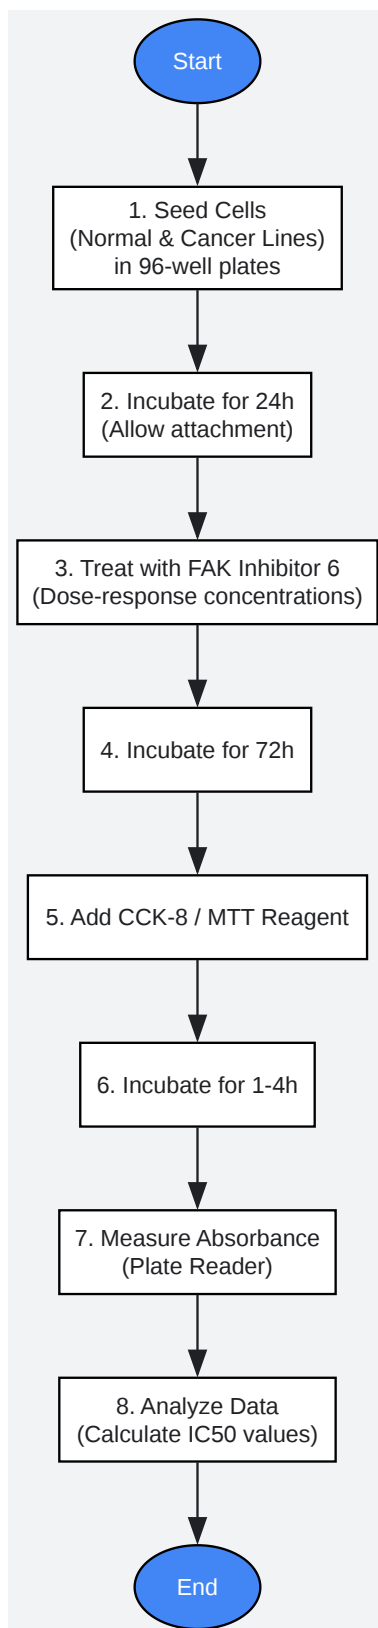 Start
1. Seed Cells
(Normal & Cancer Lines)
in 96-well plates
2. Incubate for 24h
(Allow attachment)
3. Treat with FAK Inhibitor 6
(Dose-response concentrations)
4. Incubate for 72h
5. Add CCK-8 / MTT Reagent
6. Incubate for 1-4h
7. Measure Absorbance
(Plate Reader)
8. Analyze Data
(Calculate IC50 values)
End